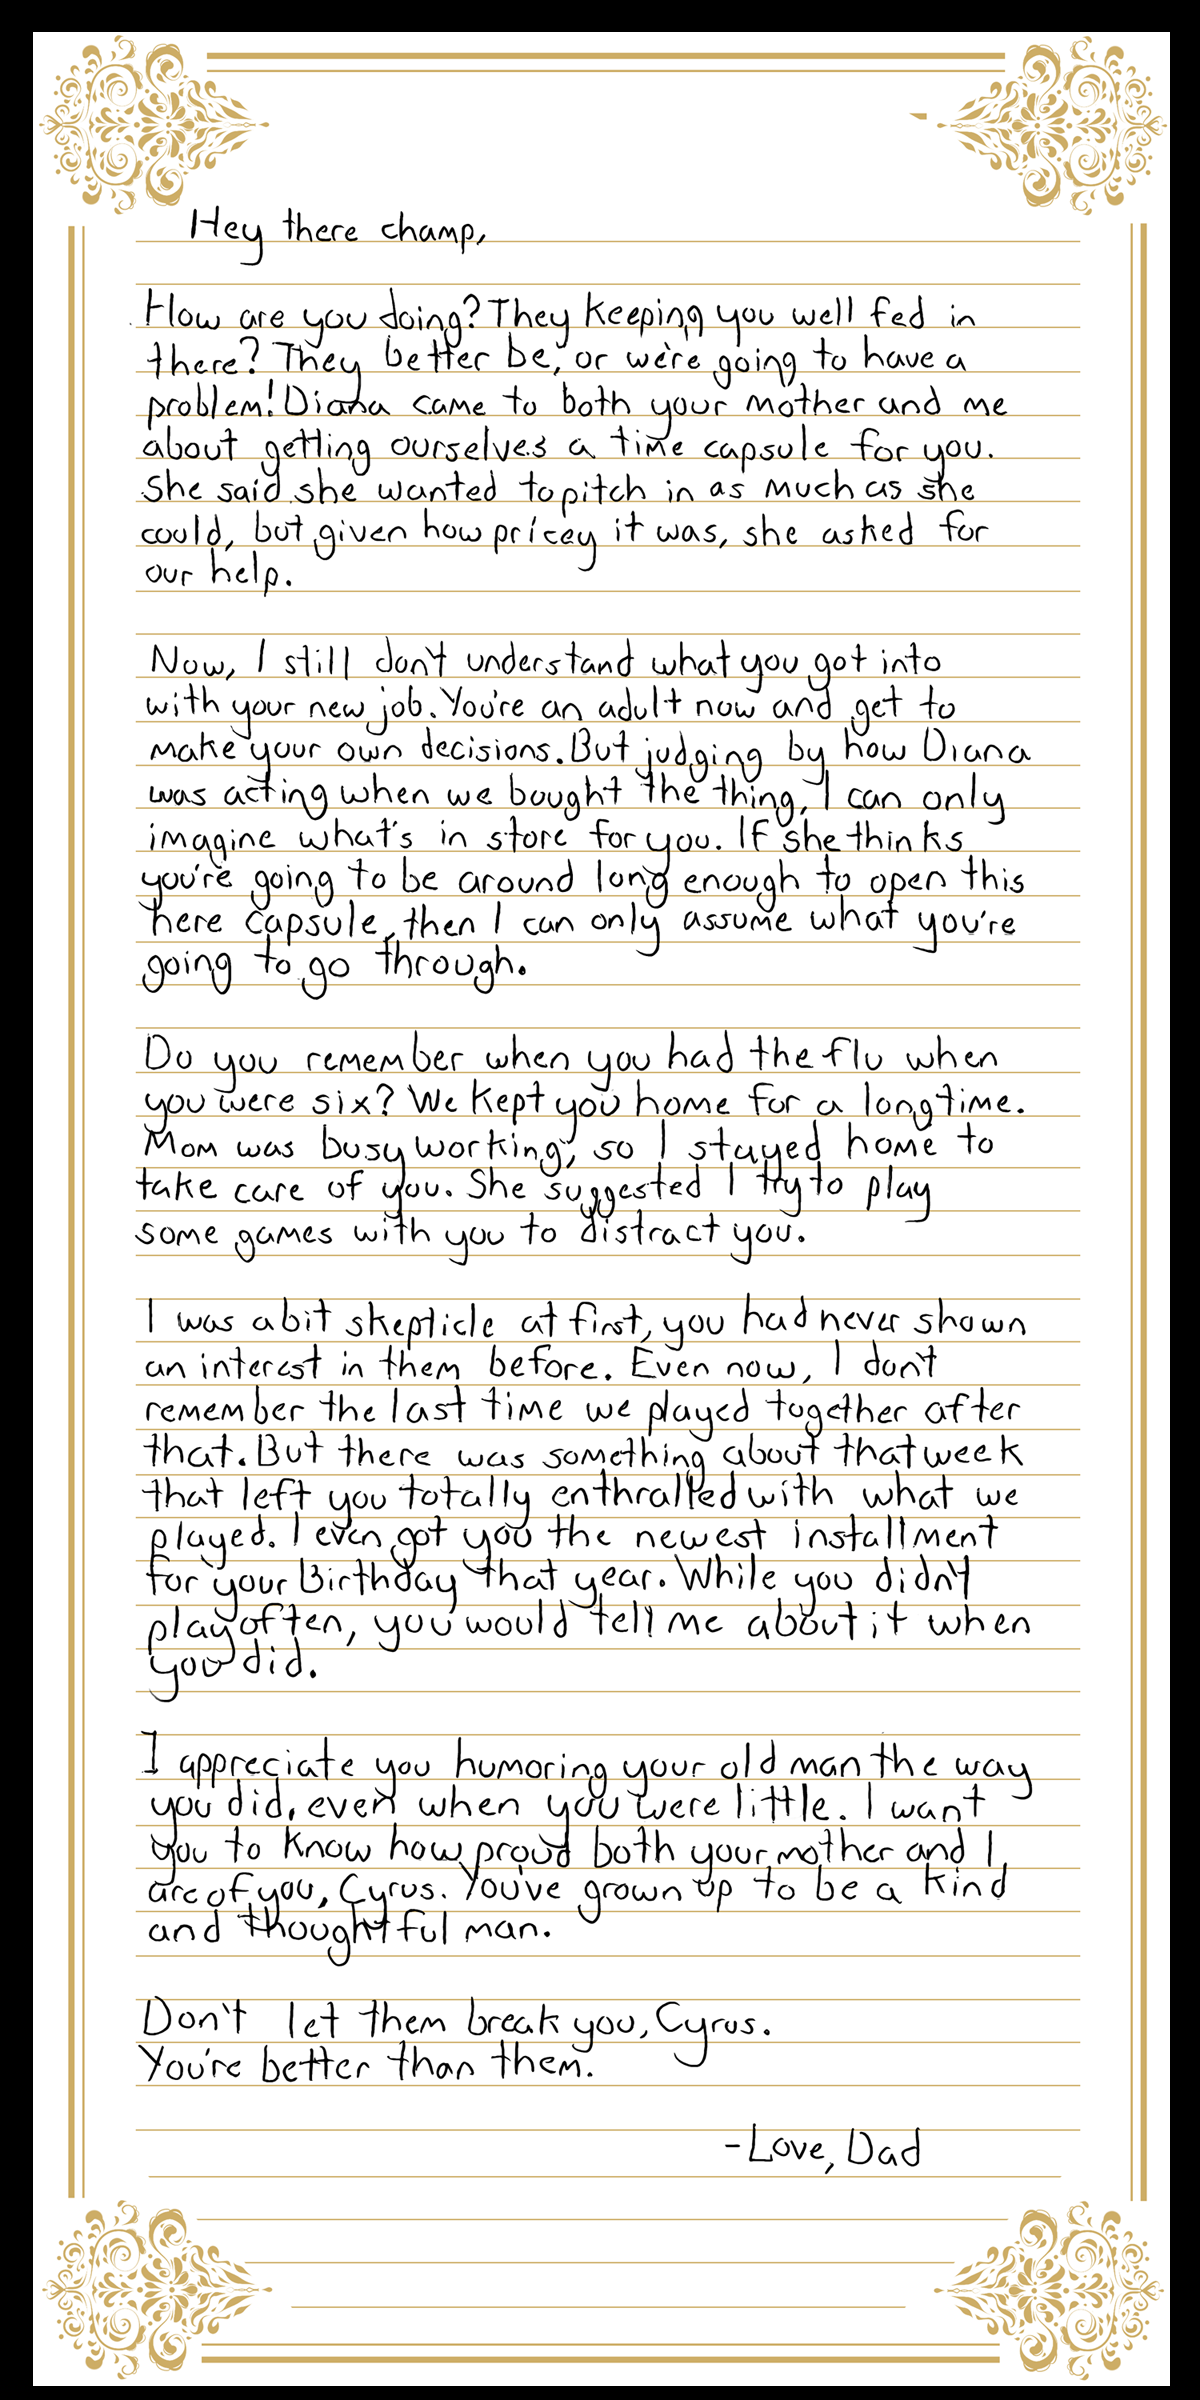 Hey there champ,
How are you doing? They keeping you well fed in
there? They better be, or we're going to have a
problem! Diana came to both your mother and me
about getting ourselves a time capsule for you.
She said she wanted to pitch in as much as she
could, but given how pricey it was, she asked for
our help.
Now, I still don't understand what you got into
with your new job. You're an adult now and get to
make your own decisions. But judging by how Diana
was acting when we bought the thing, I can only
imagine what's in store for you. If she thinks
you're going to be around long enough to open this
here capsule, then I can only assume what you're
going to go through.
Do you remember when you had the flu when
you were six? We kept you home for a long time.
Mom was busy working, so I stayed home to
take care of you. She suggested I try to play
some games with you to distract you.
I was a bit skepticle at first, you had never shown
an interest in them before. Even now, I don't
remember the last time we played together after
that. But there was something about that week
that left you totally enthralled with what we
played. I even got you the newest installment
for your Birthday that year. While you didn't
play often, you would tell me about it when
you did.
I appreciate you humoring your old man the way
you did, even when you were little. I want
you to know how proud both your mother and I
are of you, Cyrus. You've grown up to be a kind
and thoughtful man.
Don't let them break you, Cyrus.
You're better than them.
-Love, Dad